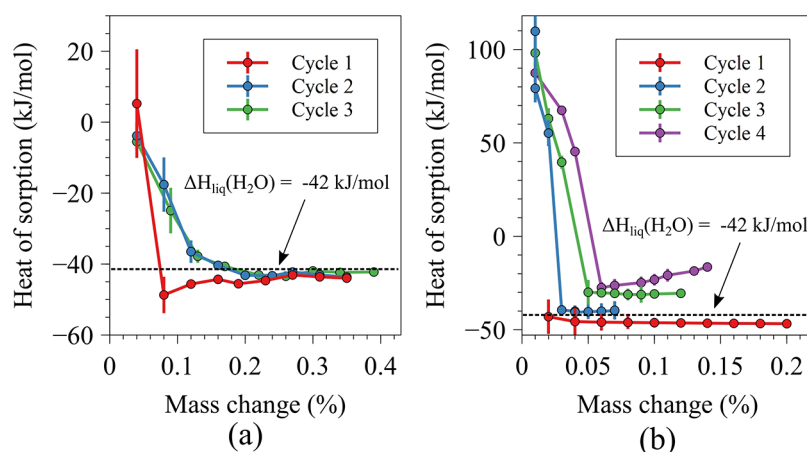 Heat of sorption (kJ/mol)
20
0
−20
−40
−60
Cycle 1
Cycle 2
Cycle 3
ΔHliq(H2O) = -42 kJ/mol
0
0.1
0.2
0.3
0.4
Mass change (%)
(a)
Heat of sorption (kJ/mol)
100
50
0
−50
Cycle 1
Cycle 2
Cycle 3
Cycle 4
ΔHliq(H2O) = -42 kJ/mol
0
0.05
0.1
0.15
0.2
Mass change (%)
(b)